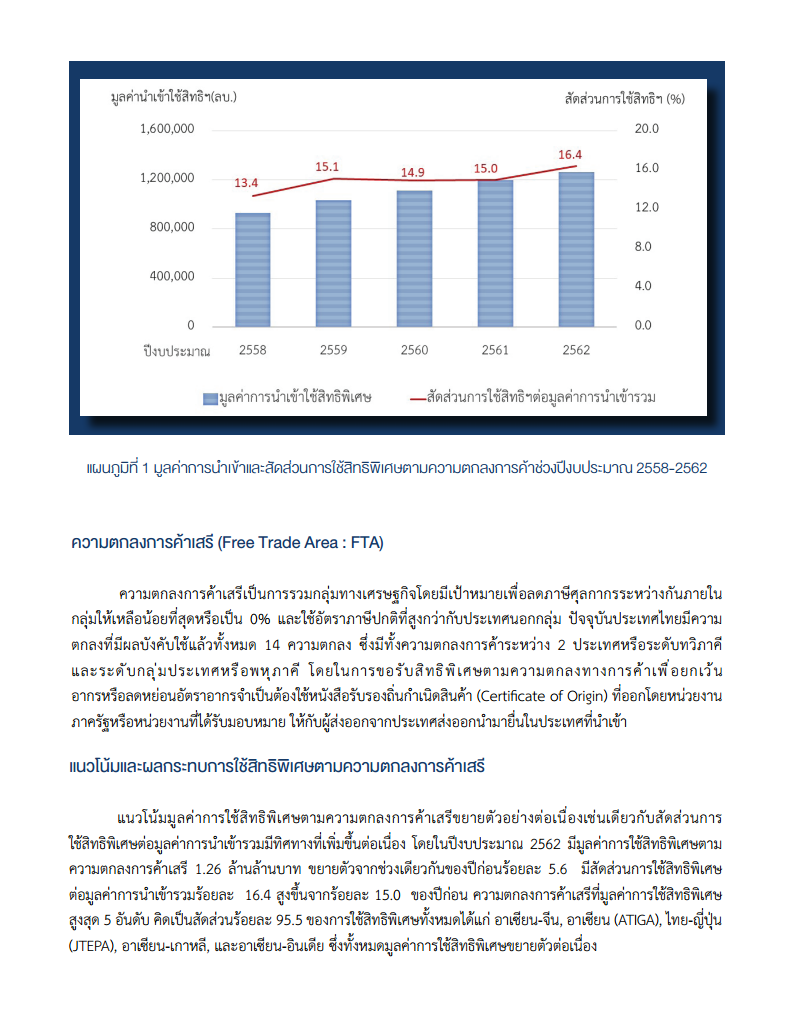 มูลค่านำเข้าใช้สิทธิฯ(ลบ.) สัดส่วนการใช้สิทธิฯ (%)
1,600,000 20.0
1,200,000 16.0
800,000 12.0
400,000 8.0
0 4.0
0.0
13.4 15.1 14.9 15.0 16.4
ปีงบประมาณ 2558 2559 2560 2561 2562
มูลค่าการนำเข้าใช้สิทธิพิเศษ สัดส่วนการใช้สิทธิฯต่อมูลค่าการนำเข้ารวม
แผนภูมิที่ 1 มูลค่าการนำเข้าและสัดส่วนการใช้สิทธิพิเศษตามความตกลงการค้าช่วงปีงบประมาณ 2558-2562
ความตกลงการค้าเสรี (Free Trade Area : FTA)
ความตกลงการค้าเสรีเป็นการรวมกลุ่มทางเศรษฐกิจโดยมีเป้าหมายเพื่อลดภาษีศุลกากรระหว่างกันภายใน
กลุ่มให้เหลือน้อยที่สุดหรือเป็น 0% และใช้อัตราภาษีปกติที่สูงกว่ากับประเทศนอกกลุ่ม ปัจจุบันประเทศไทยมีความ
ตกลงที่มีผลบังคับใช้แล้วทั้งหมด 14 ความตกลง ซึ่งมีทั้งความตกลงการค้าระหว่าง 2 ประเทศหรือระดับทวิภาคี
และระดับกลุ่มประเทศหรือพหุภาคี โดยในการขอรับสิทธิพิเศษตามความตกลงทางการค้าเพื่อยกเว้น
อากรหรือลดหย่อนอัตราอากรจำเป็นต้องใช้หนังสือรับรองถิ่นกำเนิดสินค้า (Certificate of Origin) ที่ออกโดยหน่วยงาน
ภาครัฐหรือหน่วยงานที่ได้รับมอบหมาย ให้กับผู้ส่งออกจากประเทศส่งออกนำมายื่นในประเทศที่นำเข้า
แนวโน้มและผลกระทบการใช้สิทธิพิเศษตามความตกลงการค้าเสรี
แนวโน้มมูลค่าการใช้สิทธิพิเศษตามความตกลงการค้าเสรีขยายตัวอย่างต่อเนื่องเช่นเดียวกับสัดส่วนการ
ใช้สิทธิพิเศษต่อมูลค่าการนำเข้ารวมมีทิศทางที่เพิ่มขึ้นต่อเนื่อง โดยในปีงบประมาณ 2562 มีมูลค่าการใช้สิทธิพิเศษตาม
ความตกลงการค้าเสรี 1.26 ล้านล้านบาท ขยายตัวจากช่วงเดียวกันของปีก่อนร้อยละ 5.6 มีสัดส่วนการใช้สิทธิพิเศษ
ต่อมูลค่าการนำเข้ารวมร้อยละ 16.4 สูงขึ้นจากร้อยละ 15.0 ของปีก่อน ความตกลงการค้าเสรีที่มูลค่าการใช้สิทธิพิเศษ
สูงสุด 5 อันดับ คิดเป็นสัดส่วนร้อยละ 95.5 ของการใช้สิทธิพิเศษทั้งหมดได้แก่ อาเซียน-จีน, อาเซียน (ATIGA), ไทย-ญี่ปุ่น
(JTEPA), อาเซียน-เกาหลี, และอาเซียน-อินเดีย ซึ่งทั้งหมดมูลค่าการใช้สิทธิพิเศษขยายตัวต่อเนื่อง